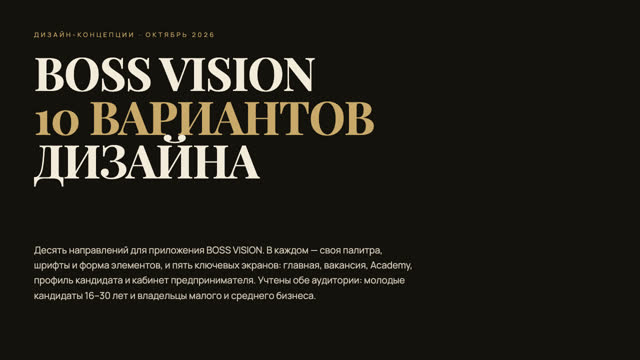 ДИЗАЙН-КОНЦЕПЦИИ · ОКТЯБРЬ 2026
BOSS VISION
10 ВАРИАНТОВ
ДИЗАЙНА
Десять направлений для приложения BOSS VISION. В каждом — своя палитра,
шрифты и форма элементов, и пять ключевых экранов: главная, вакансия, Academy,
профиль кандидата и кабинет предпринимателя. Учтены обе аудитории: молодые
кандидаты 16–30 лет и владельцы малого и среднего бизнеса.